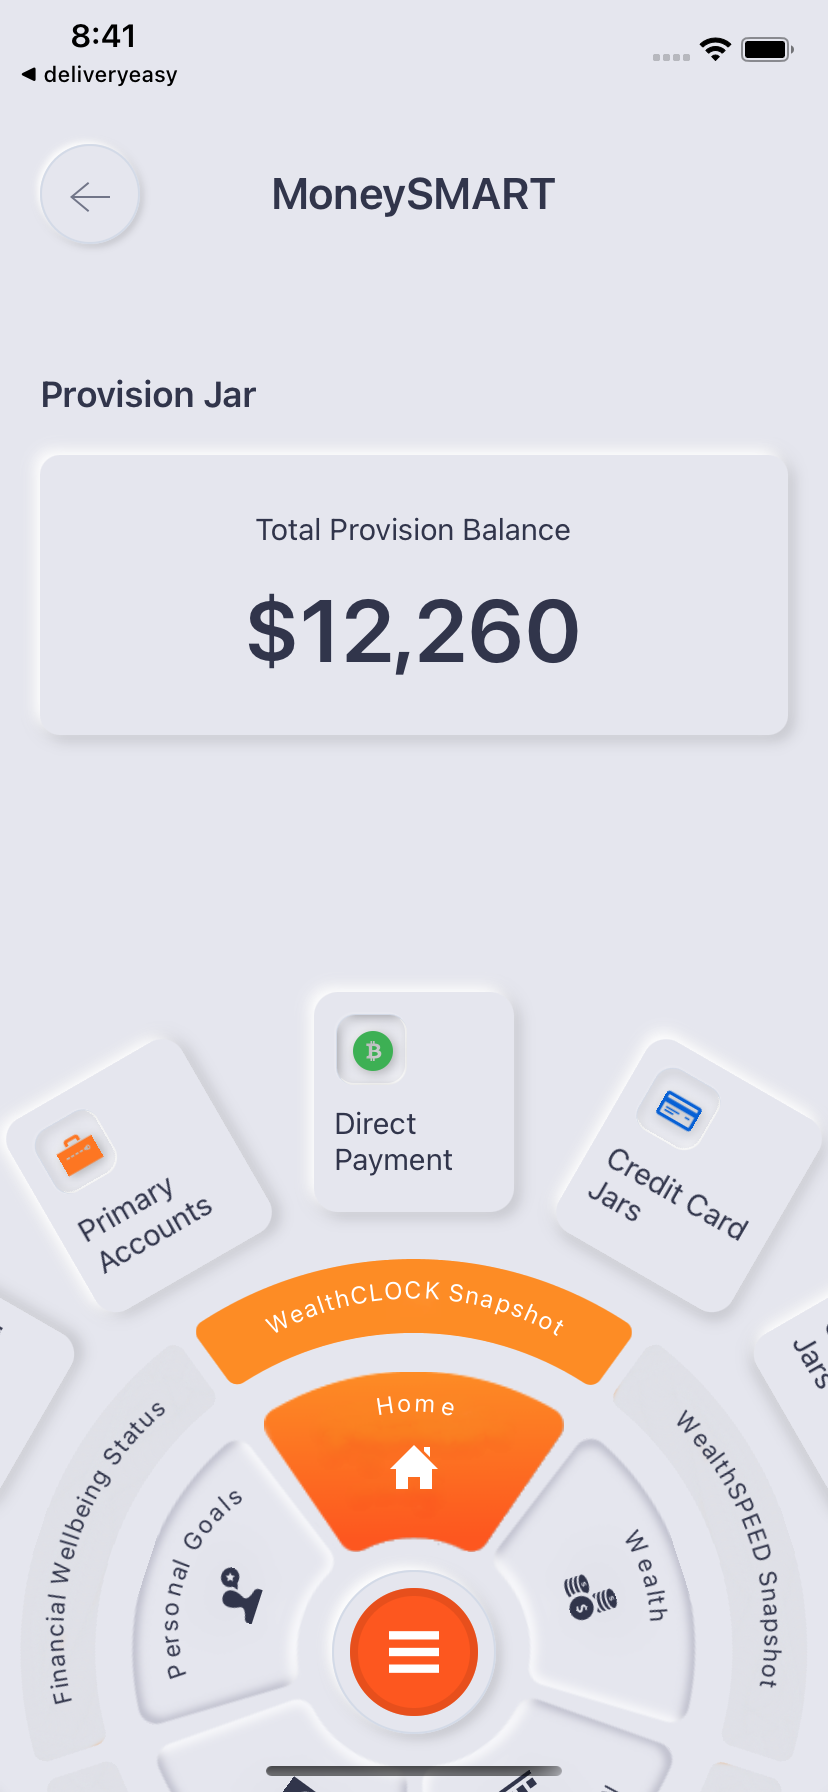 8:41
deliveryeasy
MoneySMART
Provision Jar
Total Provision Balance
$12,260
Direct
Payment
Primary
Accounts
Credit Card
Jars
Jars
WealthCLOCK Snapshot
Home
Financial Wellbeing Status
Personal Goals
Wealth
WealthSPEED Snapshot